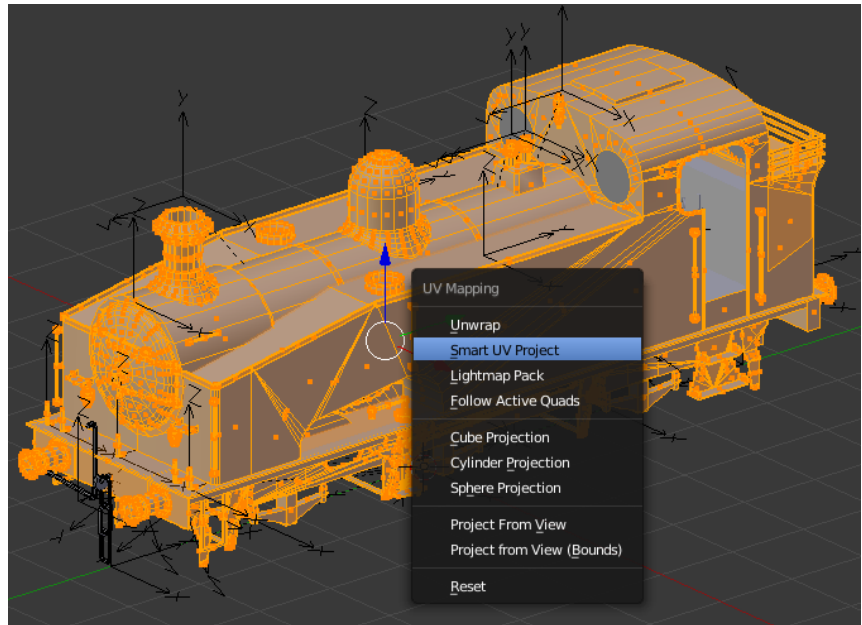 UV Mapping
Unwrap
Smart UV Project
Lightmap Pack
Follow Active Quads
Cube Projection
Cylinder Projection
Sphere Projection
Project From View
Project from View (Bounds)
Reset